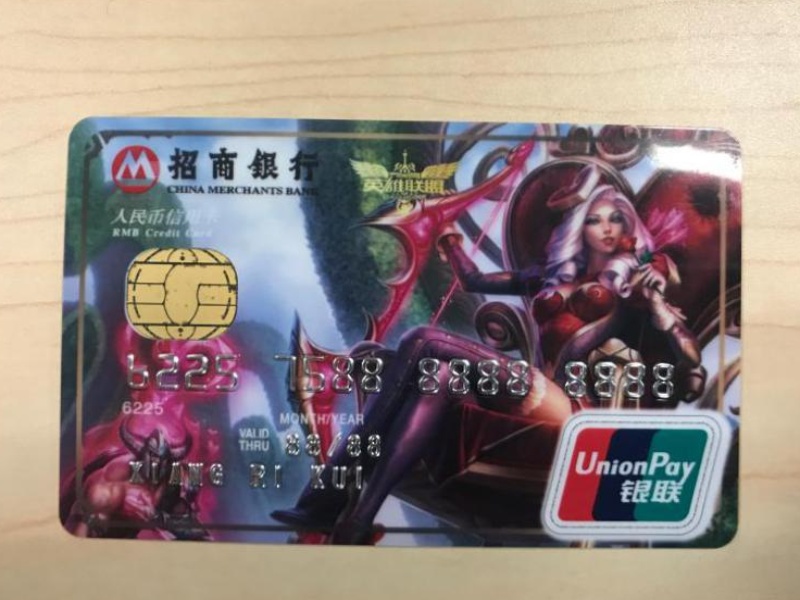 招商银行
CHINA MERCHANTS BANK
英雄联盟
人民币信用卡
RMB Credit Card
6225 7588 8888 8888
6225
MONTH/YEAR
VALID THRU 88/88
XIANG RI KUI
UnionPay
银联